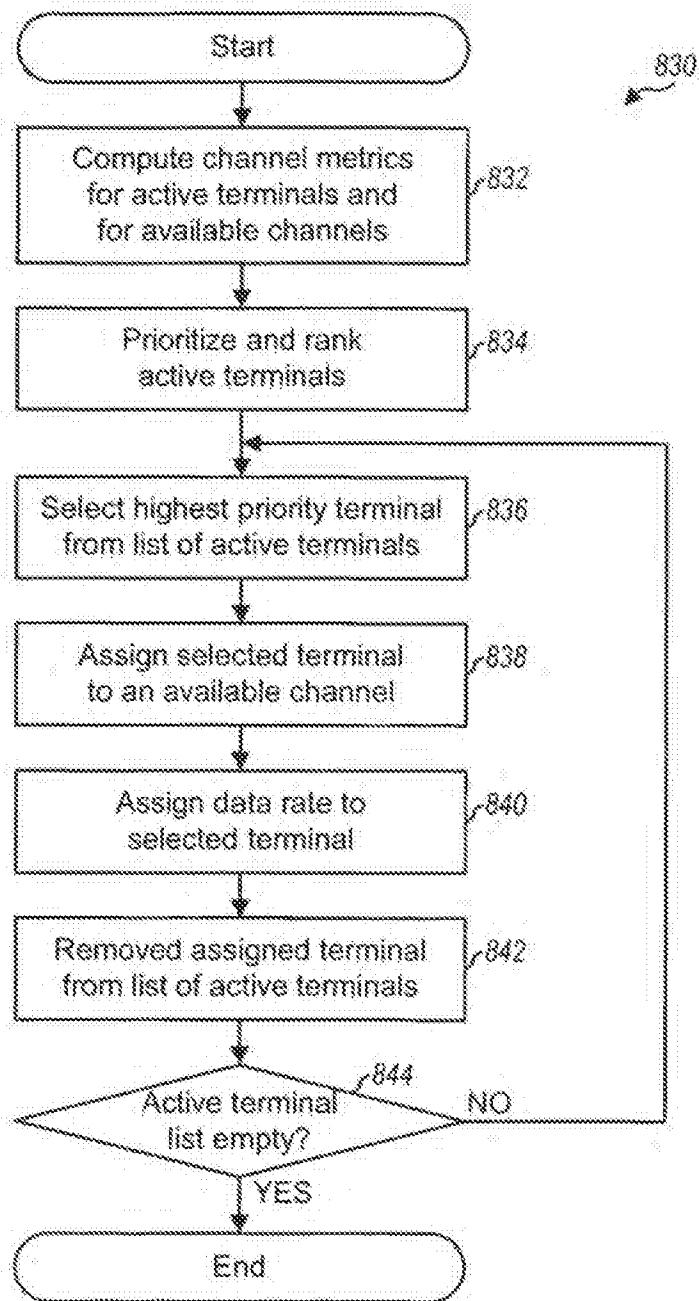 Start
830
Compute channel metrics
for active terminals and
for available channels
832
Prioritize and rank
active terminals
834
Select highest priority terminal
from list of active terminals
836
Assign selected terminal
to an available channel
838
Assign data rate to
selected terminal
840
Removed assigned terminal
from list of active terminals
842
844
Active terminal
list empty?
NO
YES
End